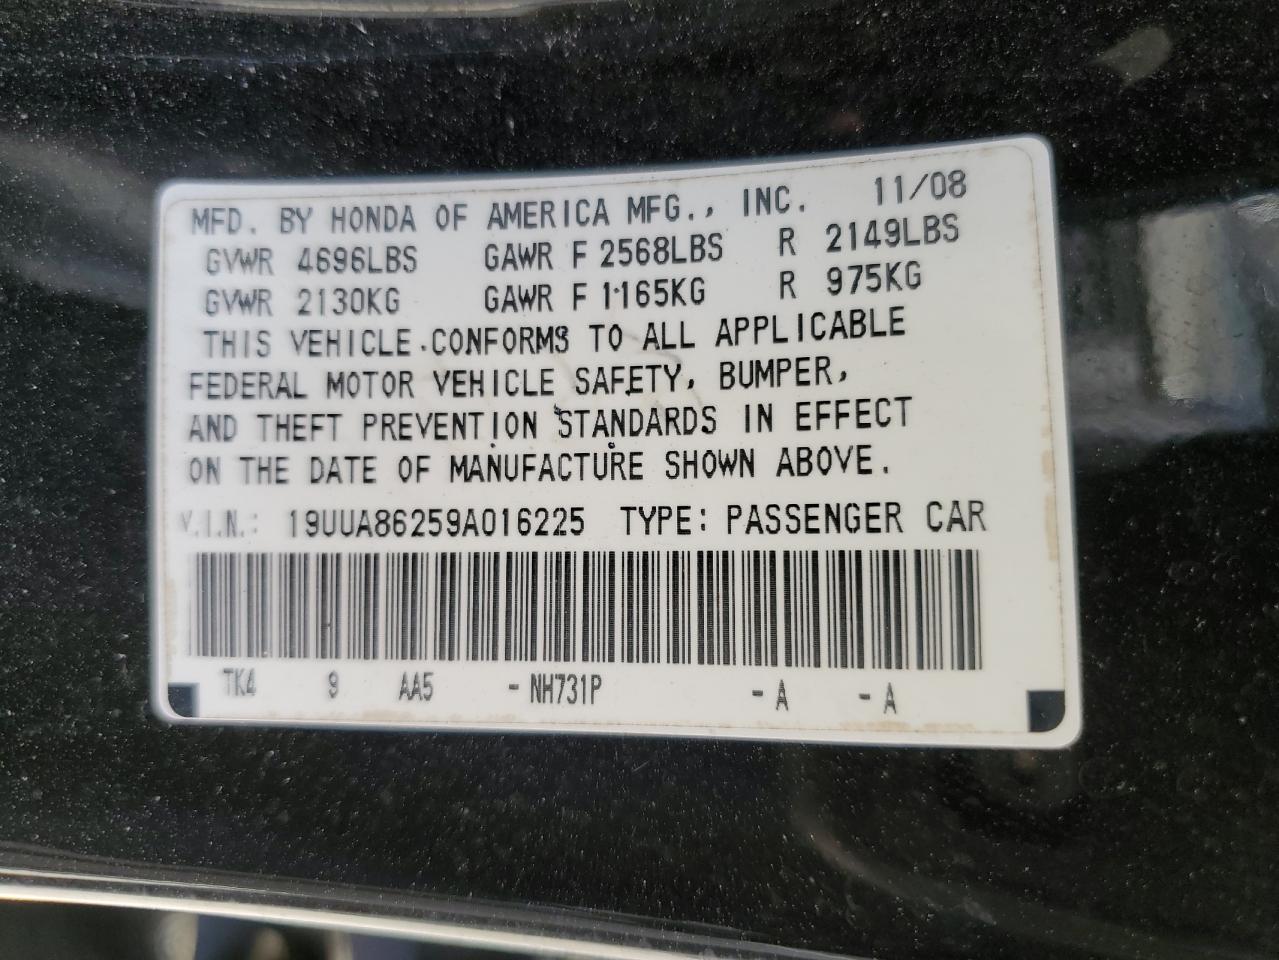 MFD. BY HONDA OF AMERICA MFG., INC. 11/08
GVWR 4696LBS GAWR F 2568LBS R 2149LBS
GVWR 2130KG GAWR F 1165KG R 975KG
THIS VEHICLE CONFORMS TO ALL APPLICABLE
FEDERAL MOTOR VEHICLE SAFETY, BUMPER,
AND THEFT PREVENTION STANDARDS IN EFFECT
ON THE DATE OF MANUFACTURE SHOWN ABOVE.
V.I.N.: 19UUA86259A016225 TYPE: PASSENGER CAR
TK4 9 AA5 - NH731P - A - A